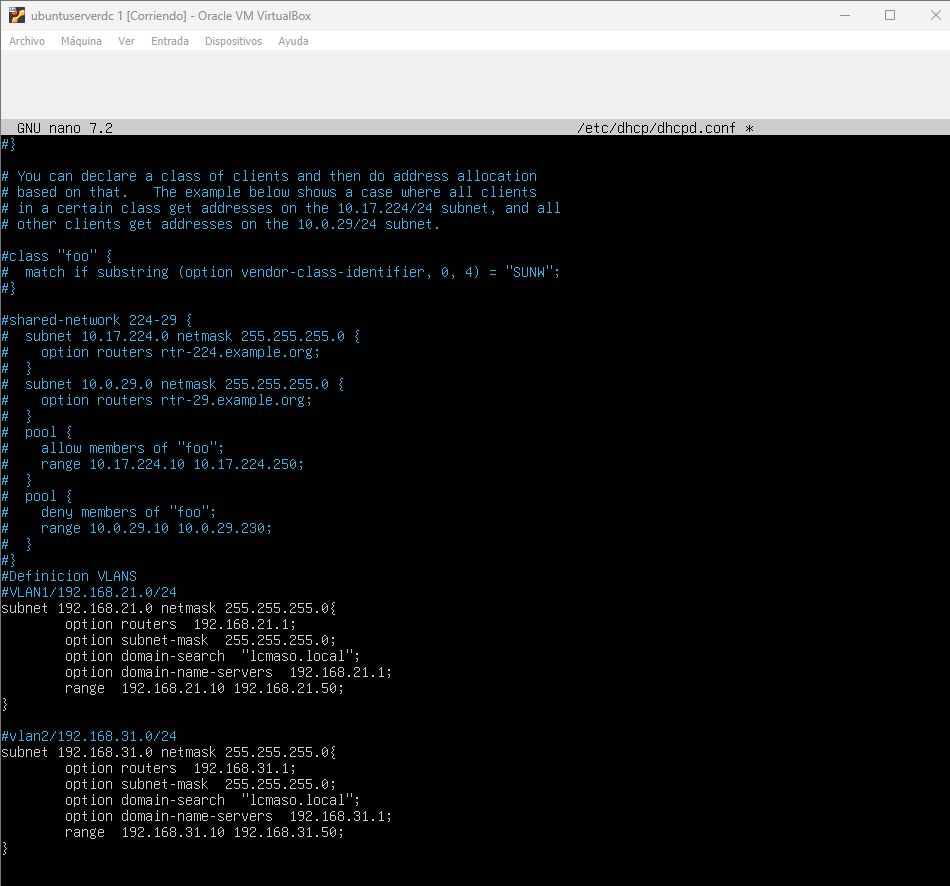 ubuntuserverdc 1 [Corriendo] - Oracle VM VirtualBox
Archivo Máquina Ver Entrada Dispositivos Ayuda
GNU nano 7.2 /etc/dhcp/dhcpd.conf *
#}
# You can declare a class of clients and then do address allocation
# based on that.   The example below shows a case where all clients
# in a certain class get addresses on the 10.17.224/24 subnet, and all
# other clients get addresses on the 10.0.29/24 subnet.
#class "foo" {
#  match if substring (option vendor-class-identifier, 0, 4) = "SUNW";
#}
#shared-network 224-29 {
#  subnet 10.17.224.0 netmask 255.255.255.0 {
#    option routers rtr-224.example.org;
#  }
#  subnet 10.0.29.0 netmask 255.255.255.0 {
#    option routers rtr-29.example.org;
#  }
#  pool {
#    allow members of "foo";
#    range 10.17.224.10 10.17.224.250;
#  }
#  pool {
#    deny members of "foo";
#    range 10.0.29.10 10.0.29.230;
#  }
#}
#Definicion VLANS
#VLAN1/192.168.21.0/24
subnet 192.168.21.0 netmask 255.255.255.0{
        option routers  192.168.21.1;
        option subnet-mask  255.255.255.0;
        option domain-search  "lcmaso.local";
        option domain-name-servers  192.168.21.1;
        range  192.168.21.10 192.168.21.50;
}
#vlan2/192.168.31.0/24
subnet 192.168.31.0 netmask 255.255.255.0{
        option routers  192.168.31.1;
        option subnet-mask  255.255.255.0;
        option domain-search  "lcmaso.local";
        option domain-name-servers  192.168.31.1;
        range  192.168.31.10 192.168.31.50;
}